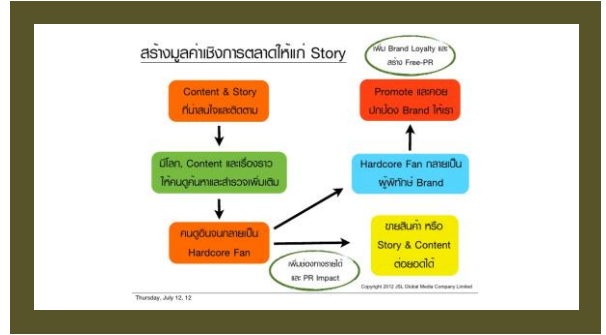 สร้างมูลค่าเชิงการตลาดให้แก่ Story
เพิ่ม Brand Loyalty และ
สร้าง Free-PR
Content & Story
ที่น่าสนใจและติดตาม
Promote และคอย
ปกป้อง Brand ให้เรา
มีโลก, Content และเรื่องราว
ให้คนดูค้นหาและสำรวจเพิ่มเติม
Hardcore Fan กลายเป็น
ผู้พิทักษ์ Brand
คนดูอินจนกลายเป็น
Hardcore Fan
ขายสินค้า หรือ
Story & Content
ต่อยอดได้
เพิ่มช่องทางรายได้
และ PR Impact
Copyright 2012 JSL Global Media Company Limited
Thursday, July 12, 12